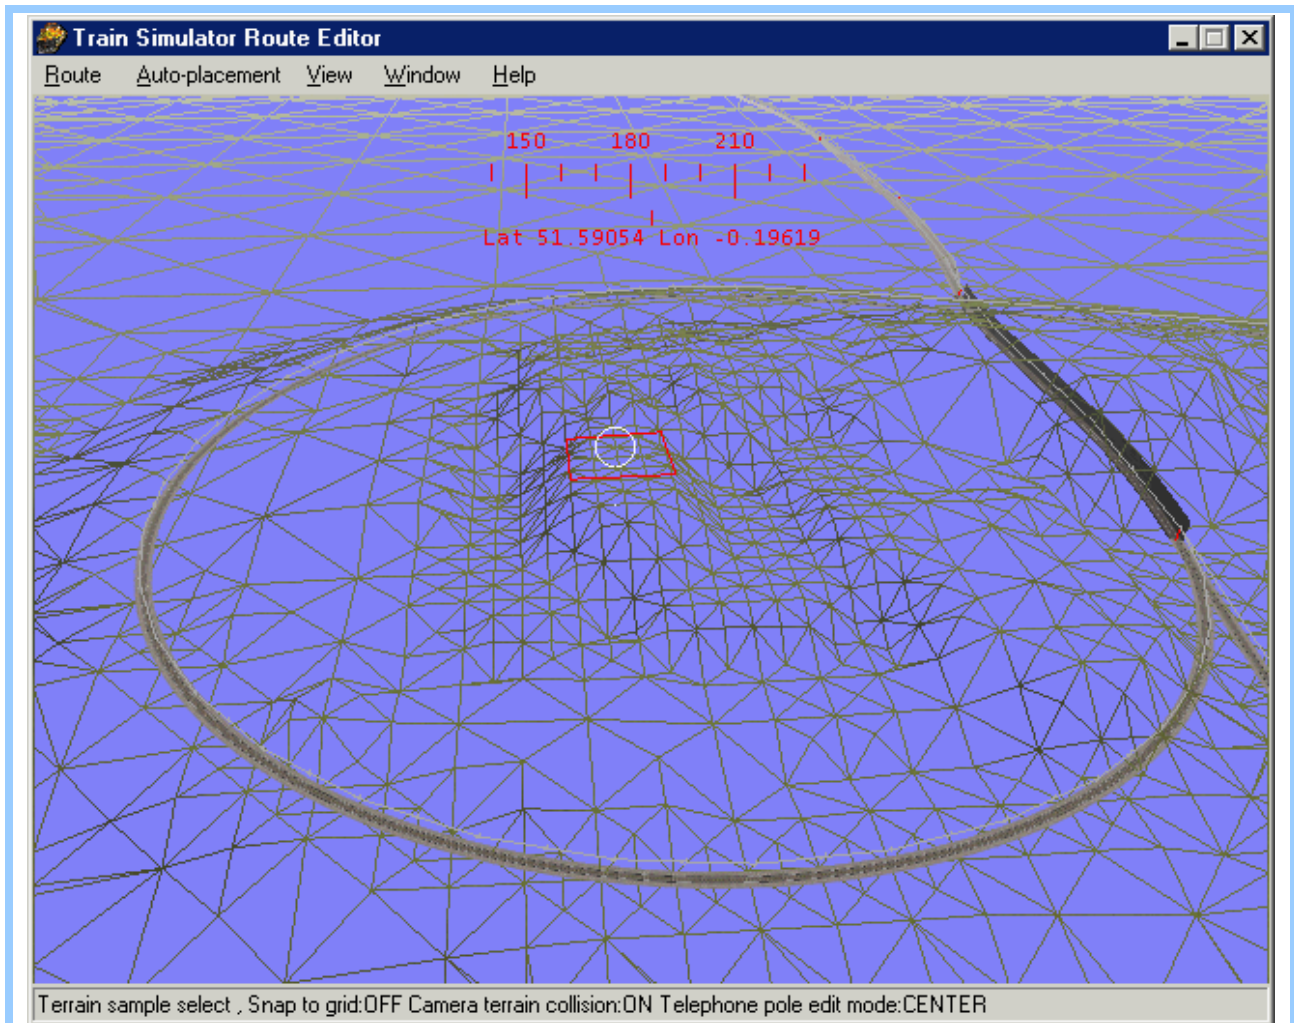 Train Simulator Route Editor
Route Auto-placement View Window Help
150 180 210
Lat 51.59054 Lon -0.19619
Terrain sample select , Snap to grid:OFF Camera terrain collision:ON Telephone pole edit mode:CENTER